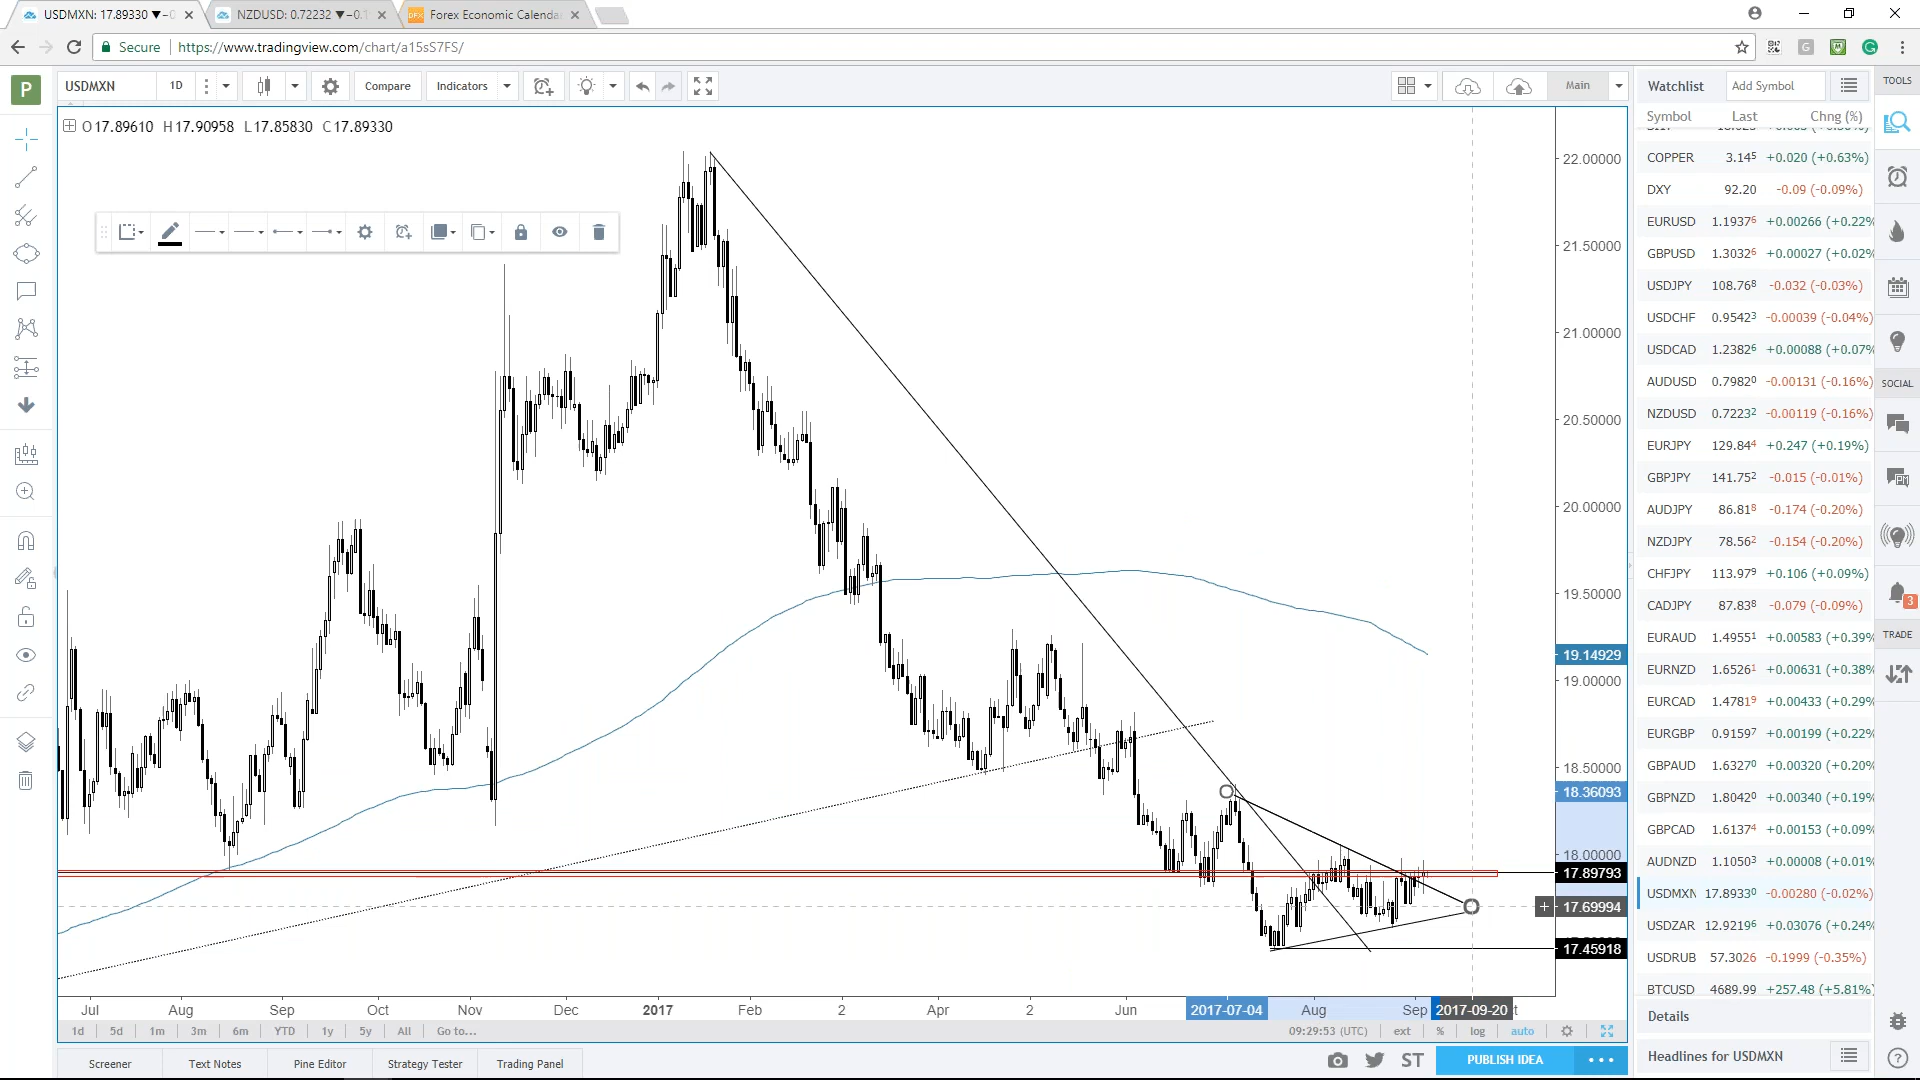 USDMXN: 17.89330 ▼−0
NZDUSD: 0.72232 ▼−0.1
Forex Economic Calenda
Secure
https://www.tradingview.com/chart/a15sS7FS/
P
USDMXN
1D
Compare
Indicators
Main
Watchlist
Add Symbol
TOOLS
Symbol Last Chng (%)
O17.89610 H17.90958 L17.85830 C17.89330
COPPER 3.145 +0.020 (+0.63%)
DXY 92.20 -0.09 (-0.09%)
EURUSD 1.19376 +0.00266 (+0.22%
GBPUSD 1.30326 +0.00027 (+0.02%
USDJPY 108.768 -0.032 (-0.03%)
USDCHF 0.95423 -0.00039 (-0.04%)
USDCAD 1.23826 +0.00088 (+0.07%
AUDUSD 0.79820 -0.00131 (-0.16%)
NZDUSD 0.72232 -0.00119 (-0.16%)
EURJPY 129.844 +0.247 (+0.19%)
GBPJPY 141.752 -0.015 (-0.01%)
AUDJPY 86.818 -0.174 (-0.20%)
NZDJPY 78.562 -0.154 (-0.20%)
CHFJPY 113.979 +0.106 (+0.09%)
CADJPY 87.838 -0.079 (-0.09%)
EURAUD 1.49551 +0.00583 (+0.39%
EURNZD 1.65261 +0.00631 (+0.38%
EURCAD 1.47819 +0.00433 (+0.29%
EURGBP 0.91597 +0.00199 (+0.22%
GBPAUD 1.63270 +0.00320 (+0.20%
GBPNZD 1.80420 +0.00340 (+0.19%
GBPCAD 1.61374 +0.00153 (+0.09%
AUDNZD 1.10503 +0.00008 (+0.01%
USDMXN 17.89330 -0.00280 (-0.02%)
USDZAR 12.92196 +0.03076 (+0.24%
USDRUB 57.3026 -0.1999 (-0.35%)
BTCUSD 4689.99 +257.48 (+5.81%)
Details
Headlines for USDMXN
SOCIAL
3
TRADE
22.00000
21.50000
21.00000
20.50000
20.00000
19.50000
19.14929
19.00000
18.50000
18.36093
18.00000
17.89793
17.69994
17.45918
Jul Aug Sep Oct Nov Dec 2017 Feb 2 Apr 2 Jun 2017-07-04 Aug Sep 2017-09-20 t
1d 5d 1m 3m 6m YTD 1y 5y All Go to... 09:29:53 (UTC) ext % log auto
Screener
Text Notes
Pine Editor
Strategy Tester
Trading Panel
ST
PUBLISH IDEA